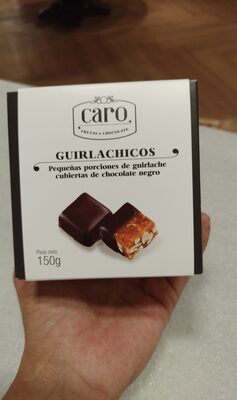 caro
FRUTAS & CHOCOLATE
GUIRLACHICOS
Pequeñas porciones de guirlache
cubiertas de chocolate negro
Peso neto
150g